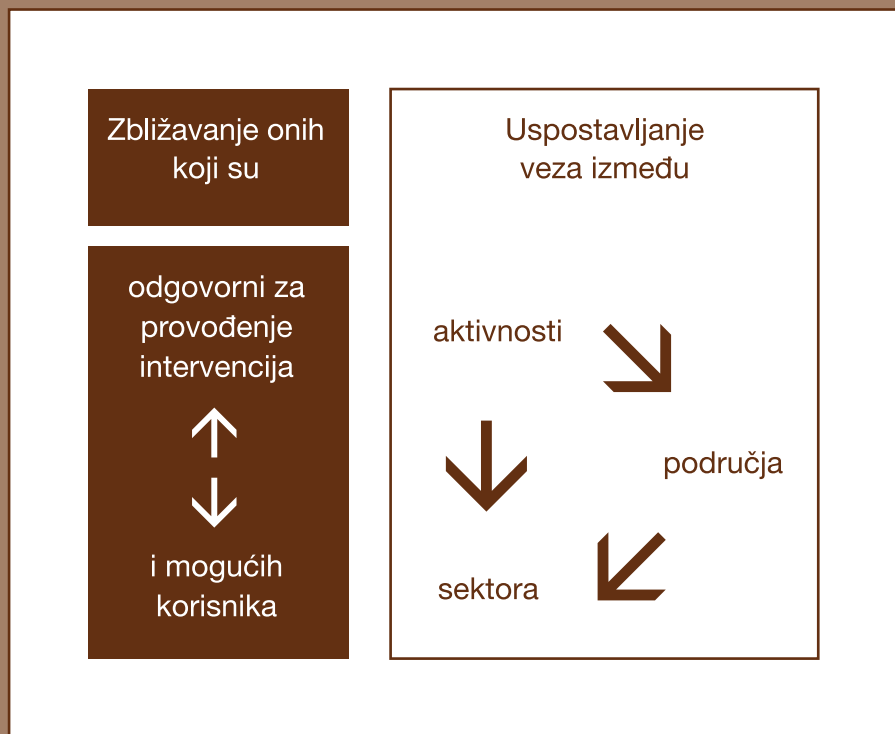 Zbližavanje onih
koji su
odgovorni za
provođenje
intervencija
i mogućih
korisnika
Uspostavljanje
veza između
aktivnosti
područja
sektora